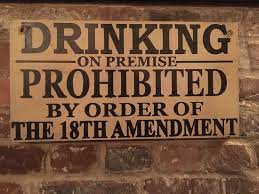 DRINKING
ON PREMISE
PROHIBITED
BY ORDER OF
THE 18TH AMENDMENT